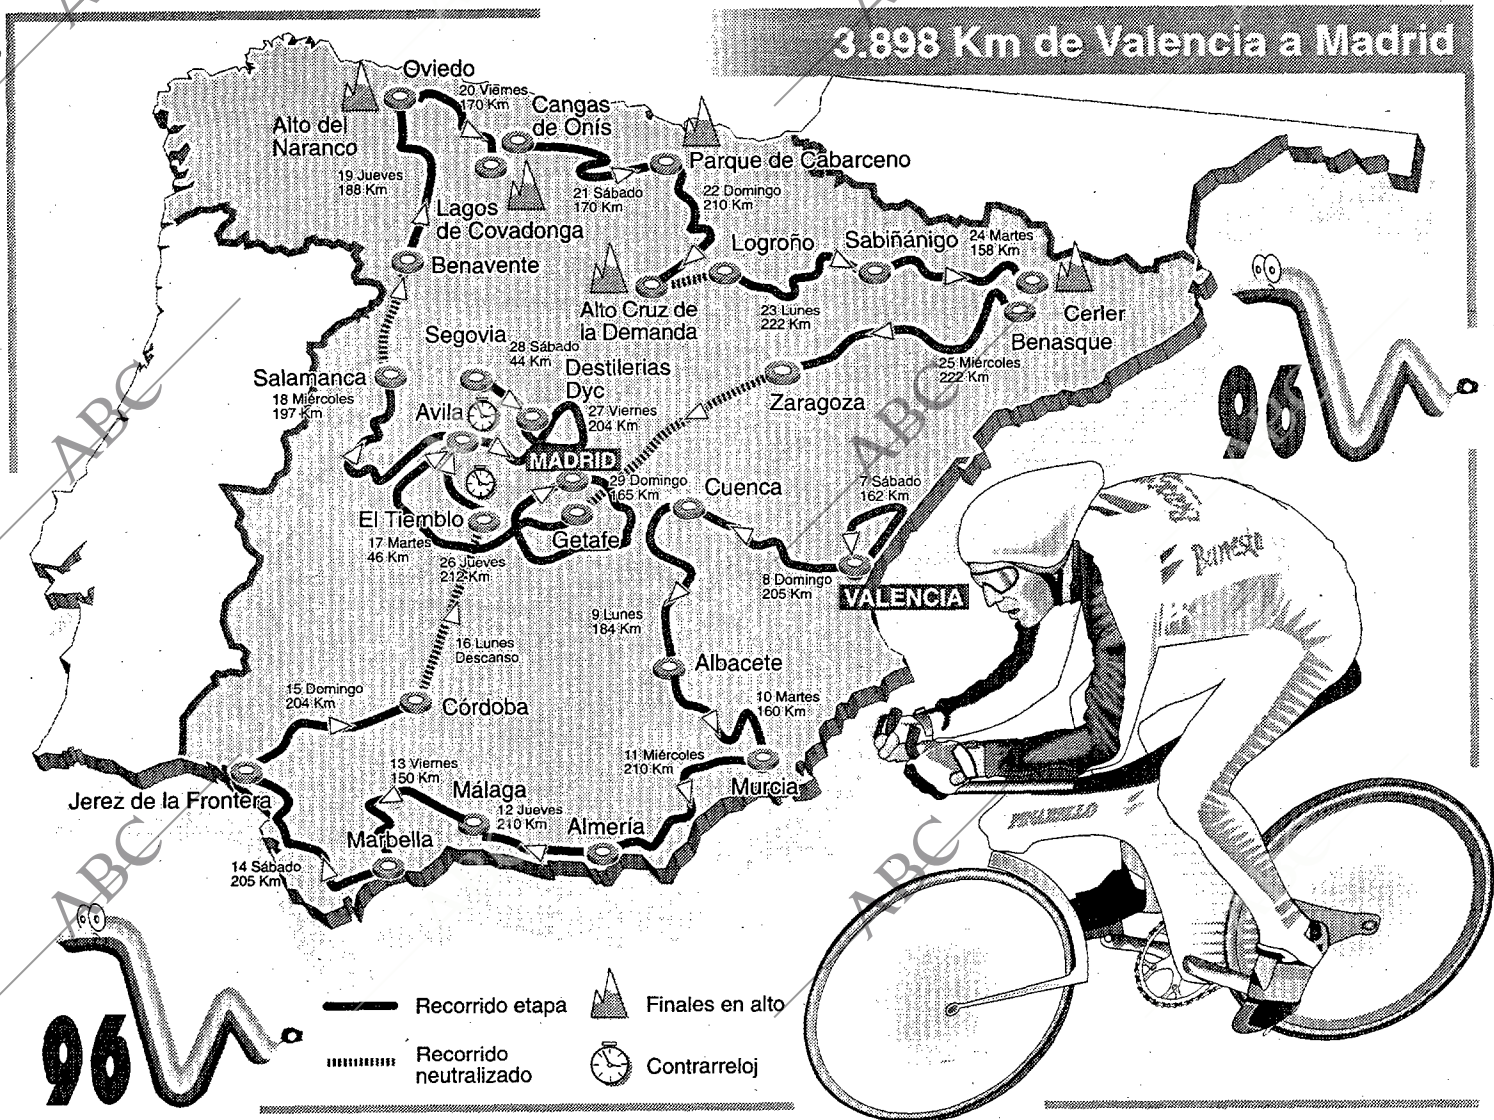 3.898 Km de Valencia a Madrid
Oviedo
20 Viernes
170 Km
Cangas
de Onís
Alto del
Naranco
Parque de Cabarceno
19 Jueves
188 Km
21 Sábado
170 Km
22 Domingo
210 Km
Lagos
de Covadonga
Logroño
Sabiñánigo
24 Martes
158 Km
Benavente
Alto Cruz de
la Demanda
23 Lunes
222 Km
Cerler
Benasque
Segovia
28 Sábado
44 Km
Destilerias
Dyc
25 Miércoles
222 Km
Salamanca
18 Miércoles
197 Km
Avila
27 Viernes
204 Km
Zaragoza
MADRID
29 Domingo
165 Km
Cuenca
7 Sábado
162 Km
El Tiemblo
17 Martes
46 Km
Getafe
26 Jueves
212 Km
8 Domingo
205 Km
VALENCIA
9 Lunes
184 Km
16 Lunes
Descanso
Albacete
15 Domingo
204 Km
Córdoba
10 Martes
160 Km
11 Miércoles
210 Km
Murcia
13 Viernes
150 Km
Málaga
12 Jueves
210 Km
Almería
Jerez de la Frontera
Marbella
14 Sábado
205 Km
96
96
Banesto
Banesto
PINARELLO
Recorrido etapa
Finales en alto
Recorrido
neutralizado
Contrarreloj
ABC
ABC
ABC
ABC